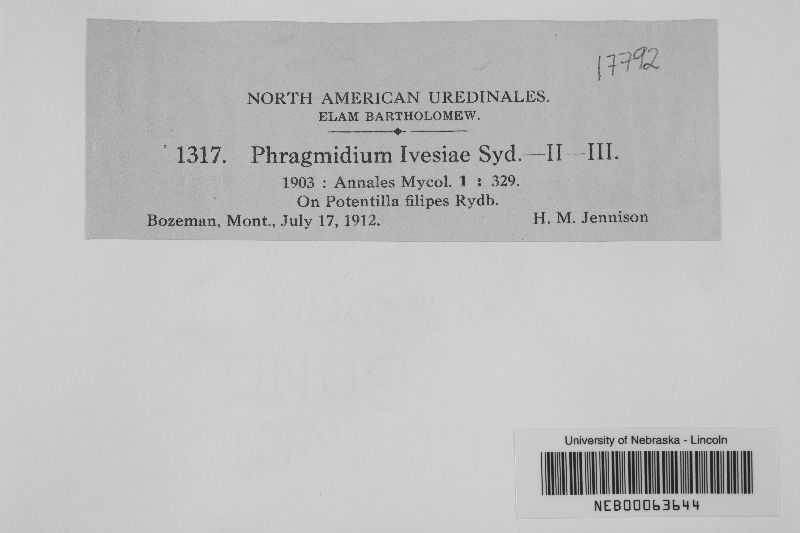 17792
NORTH AMERICAN UREDINALES.
ELAM BARTHOLOMEW.
1317. Phragmidium Ivesiae Syd.—II—III.
1903 : Annales Mycol. 1 : 329.
On Potentilla filipes Rydb.
Bozeman, Mont., July 17, 1912. H. M. Jennison
University of Nebraska - Lincoln
NEB00063644